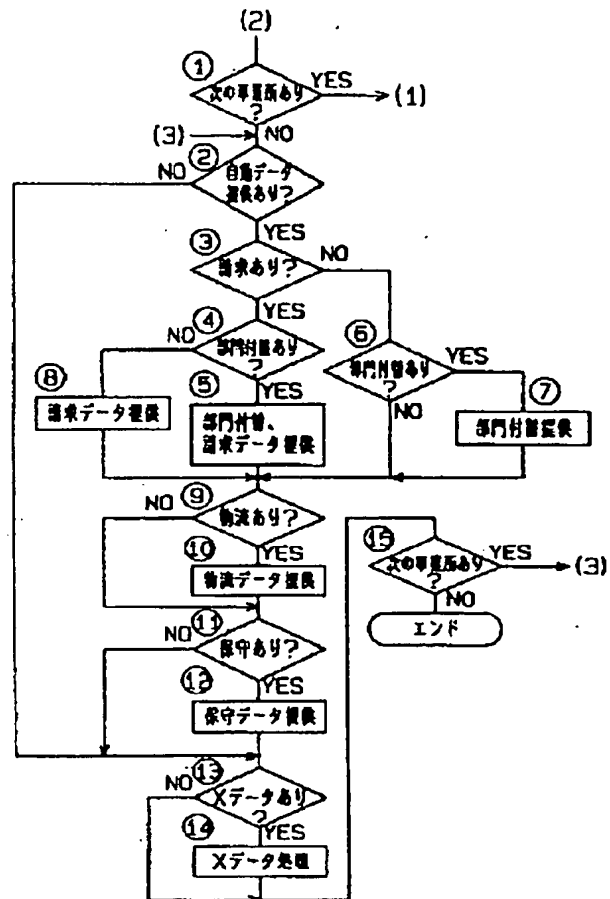 (2)
① YES
次の事業所あり (1)
?
(3) NO
② 自動データ
NO 提供あり?
YES
③ NO
請求あり?
YES
④ ⑥
NO 部門付替あり 部門付替あり YES
? ?
⑧ ⑤ YES NO ⑦
請求データ提供 部門付替、 部門付替提供
請求データ提供
⑨
NO 物流あり?
⑩ YES
物流データ提供
⑮ YES
次の事業所あり (3)
?
NO
エンド
⑪
NO 保守あり?
⑫ YES
保守データ提供
⑬
NO Xデータあり
?
⑭ YES
Xデータ処理